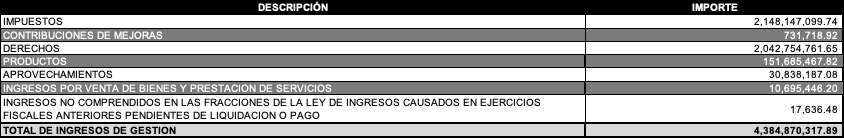 DESCRIPCIÓN IMPORTE
IMPUESTOS 2,148,147,099.74
CONTRIBUCIONES DE MEJORAS 731,718.92
DERECHOS 2,042,754,761.65
PRODUCTOS 151,685,467.82
APROVECHAMIENTOS 30,838,187.08
INGRESOS POR VENTA DE BIENES Y PRESTACION DE SERVICIOS 10,695,446.20
INGRESOS NO COMPRENDIDOS EN LAS FRACCIONES DE LA LEY DE INGRESOS CAUSADOS EN EJERCICIOS
FISCALES ANTERIORES PENDIENTES DE LIQUIDACION O PAGO 17,636.48
TOTAL DE INGRESOS DE GESTION 4,384,870,317.89